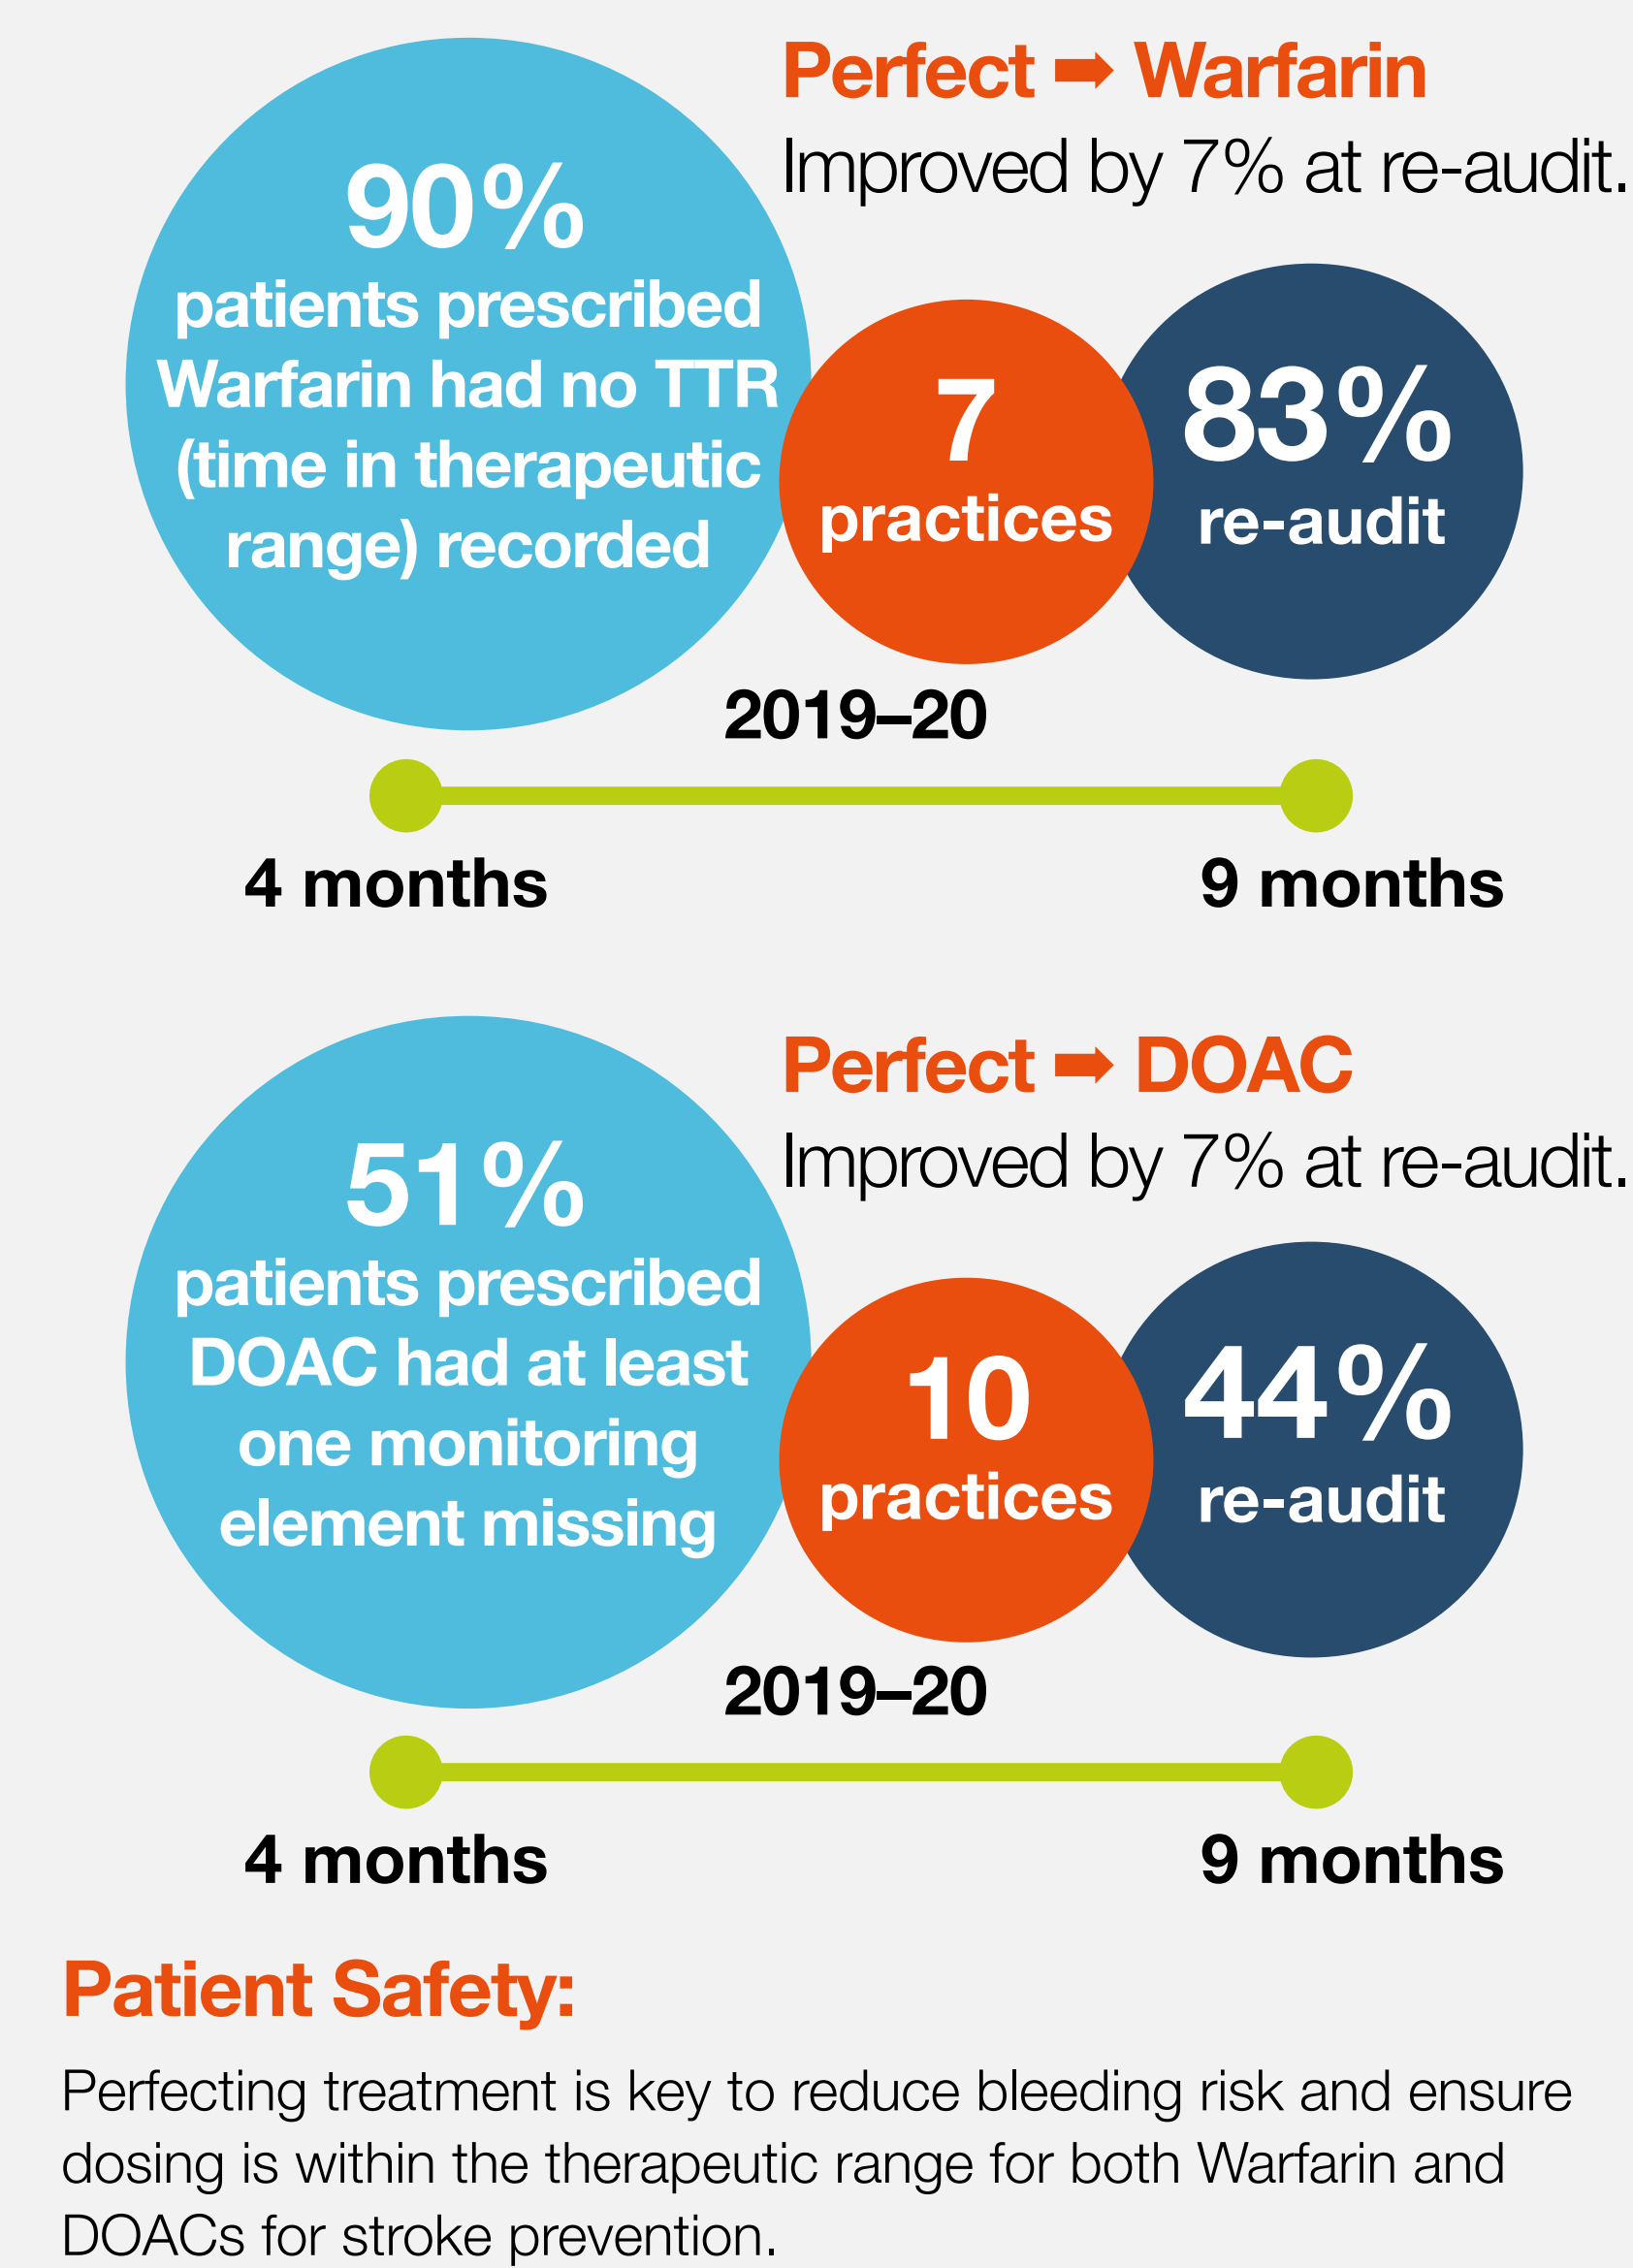 Perfect ➡ Warfarin
Improved by 7% at re-audit.
90%
patients prescribed
Warfarin had no TTR
(time in therapeutic
range) recorded
7
practices
83%
re-audit
2019–20
4 months
9 months
Perfect ➡ DOAC
Improved by 7% at re-audit.
51%
patients prescribed
DOAC had at least
one monitoring
element missing
10
practices
44%
re-audit
2019–20
4 months
9 months
Patient Safety:
Perfecting treatment is key to reduce bleeding risk and ensure
dosing is within the therapeutic range for both Warfarin and
DOACs for stroke prevention.